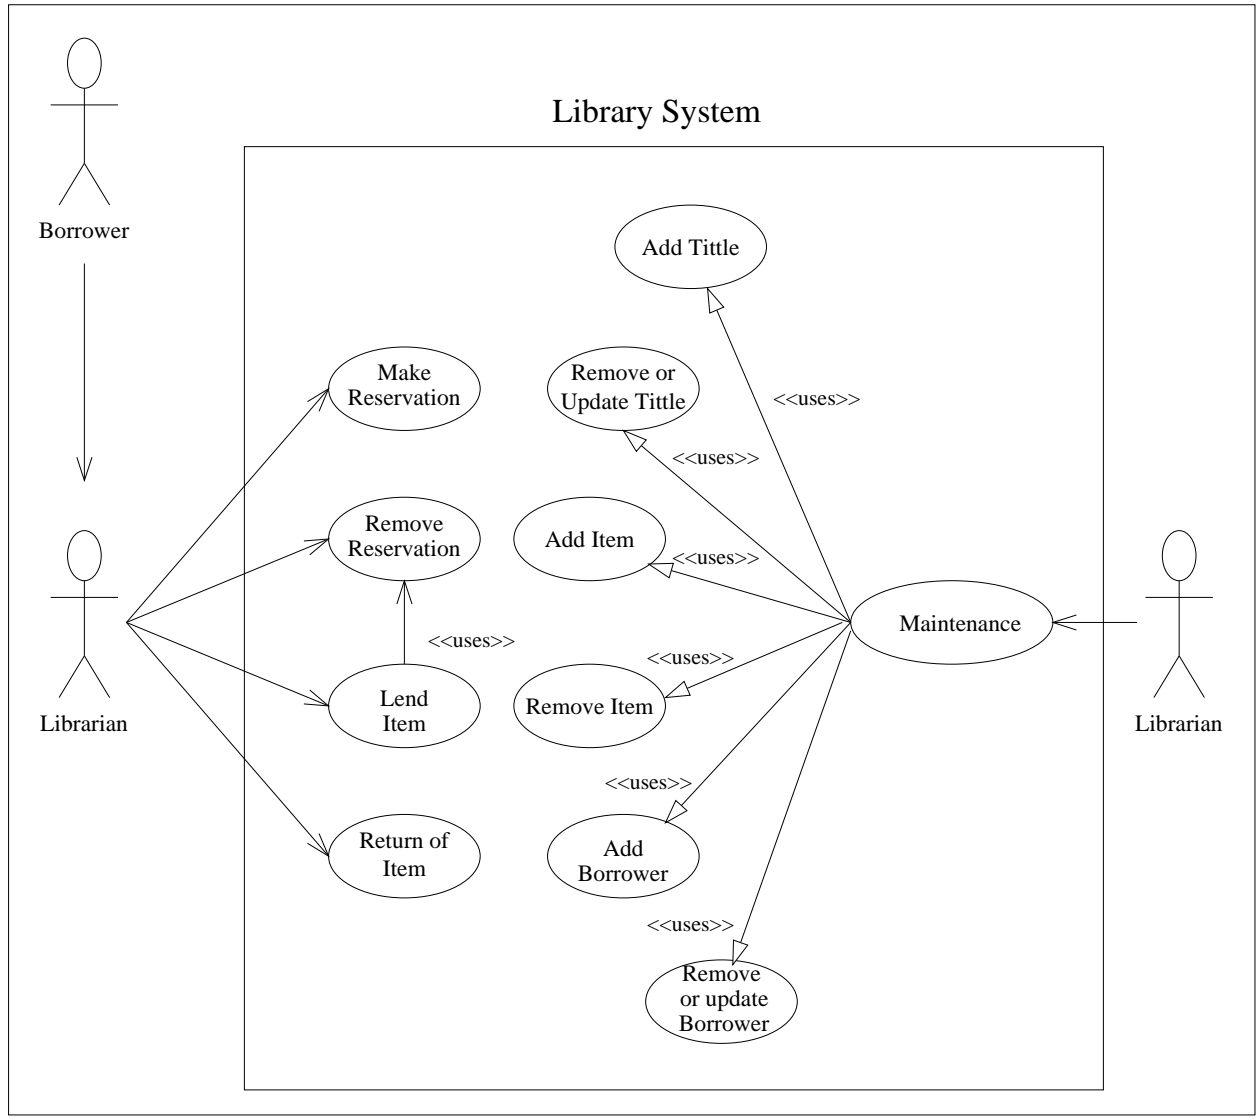 Library System
Borrower
Add Tittle
Make
Reservation
Remove or
Update Tittle
<<uses>>
<<uses>>
Remove
Reservation
Add Item
<<uses>>
Maintenance
<<uses>>
<<uses>>
Lend
Item
Remove Item
Librarian
Librarian
<<uses>>
Return of
Item
Add
Borrower
<<uses>>
Remove
or update
Borrower